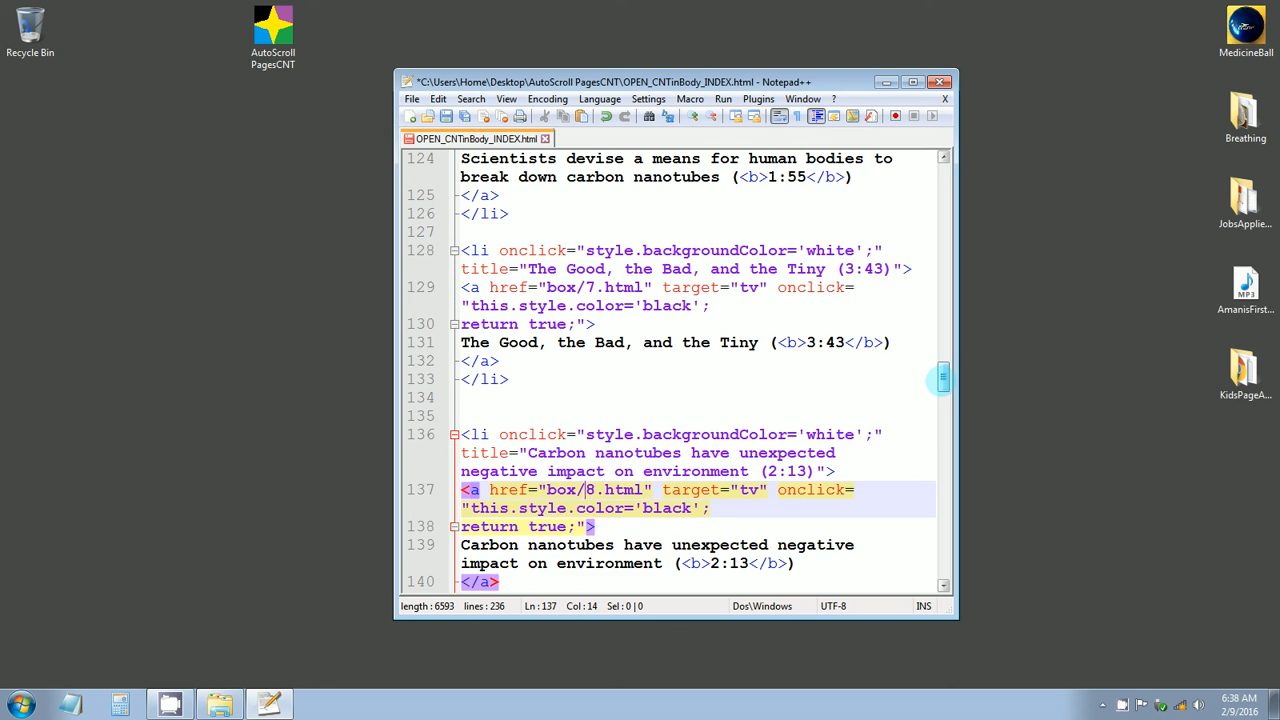 Recycle Bin
AutoScroll
PagesCNT
MedicineBall
Breathing
JobsApplie...
MP3
AmanisFirst...
KidsPageA...
*C:\Users\Home\Desktop\AutoScroll PagesCNT\OPEN_CNTinBody_INDEX.html - Notepad++
File Edit Search View Encoding Language Settings Macro Run Plugins Window ? X
OPEN_CNTinBody_INDEX.html
124 Scientists devise a means for human bodies to
break down carbon nanotubes (<b>1:55</b>)
125 </a>
126 </li>
127
128 <li onclick="style.backgroundColor='white';"
title="The Good, the Bad, and the Tiny (3:43)">
129 <a href="box/7.html" target="tv" onclick=
"this.style.color='black';
130 return true;">
131 The Good, the Bad, and the Tiny (<b>3:43</b>)
132 </a>
133 </li>
134
135
136 <li onclick="style.backgroundColor='white';"
title="Carbon nanotubes have unexpected
negative impact on environment (2:13)">
137 <a href="box/8.html" target="tv" onclick=
"this.style.color='black';
138 return true;">
139 Carbon nanotubes have unexpected negative
impact on environment (<b>2:13</b>)
140 </a>
length : 6593 lines : 236 Ln : 137 Col : 14 Sel : 0 | 0 Dos\Windows UTF-8 INS
6:38 AM
2/9/2016